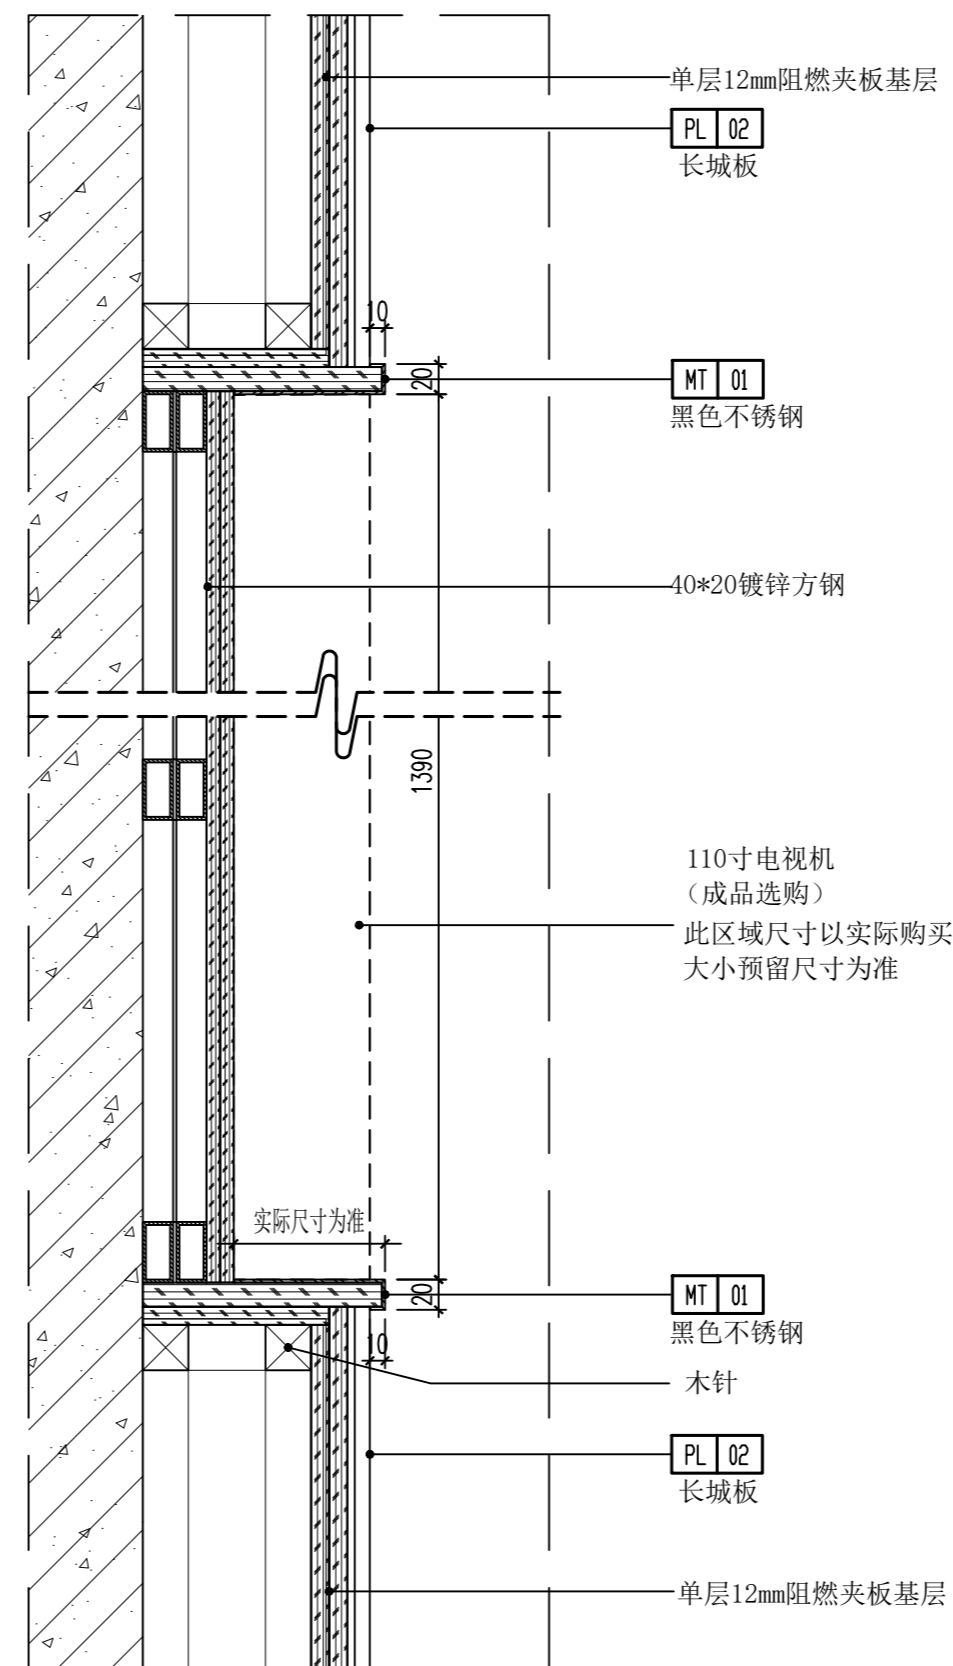 单层12mm阻燃夹板基层
PL 02
长城板
10
20
MT 01
黑色不锈钢
40*20镀锌方钢
1390
110寸电视机
（成品选购）
此区域尺寸以实际购买
大小预留尺寸为准
实际尺寸为准
20
MT 01
黑色不锈钢
10
木针
PL 02
长城板
单层12mm阻燃夹板基层